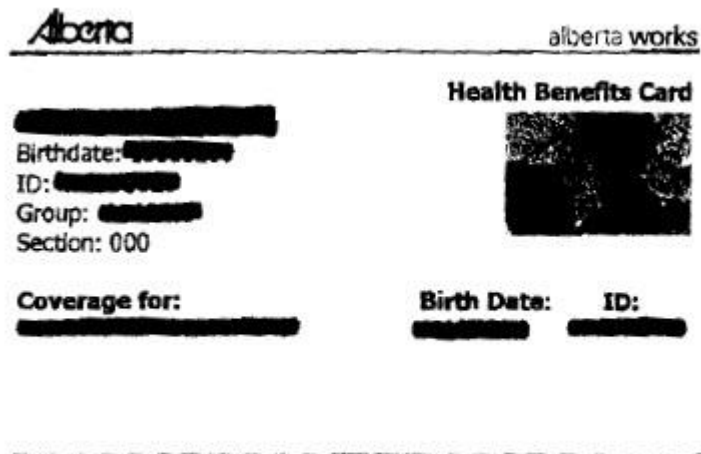 Alberta
alberta works
Health Benefits Card
Birthdate:
ID:
Group:
Section: 000
Coverage for: Birth Date: ID: